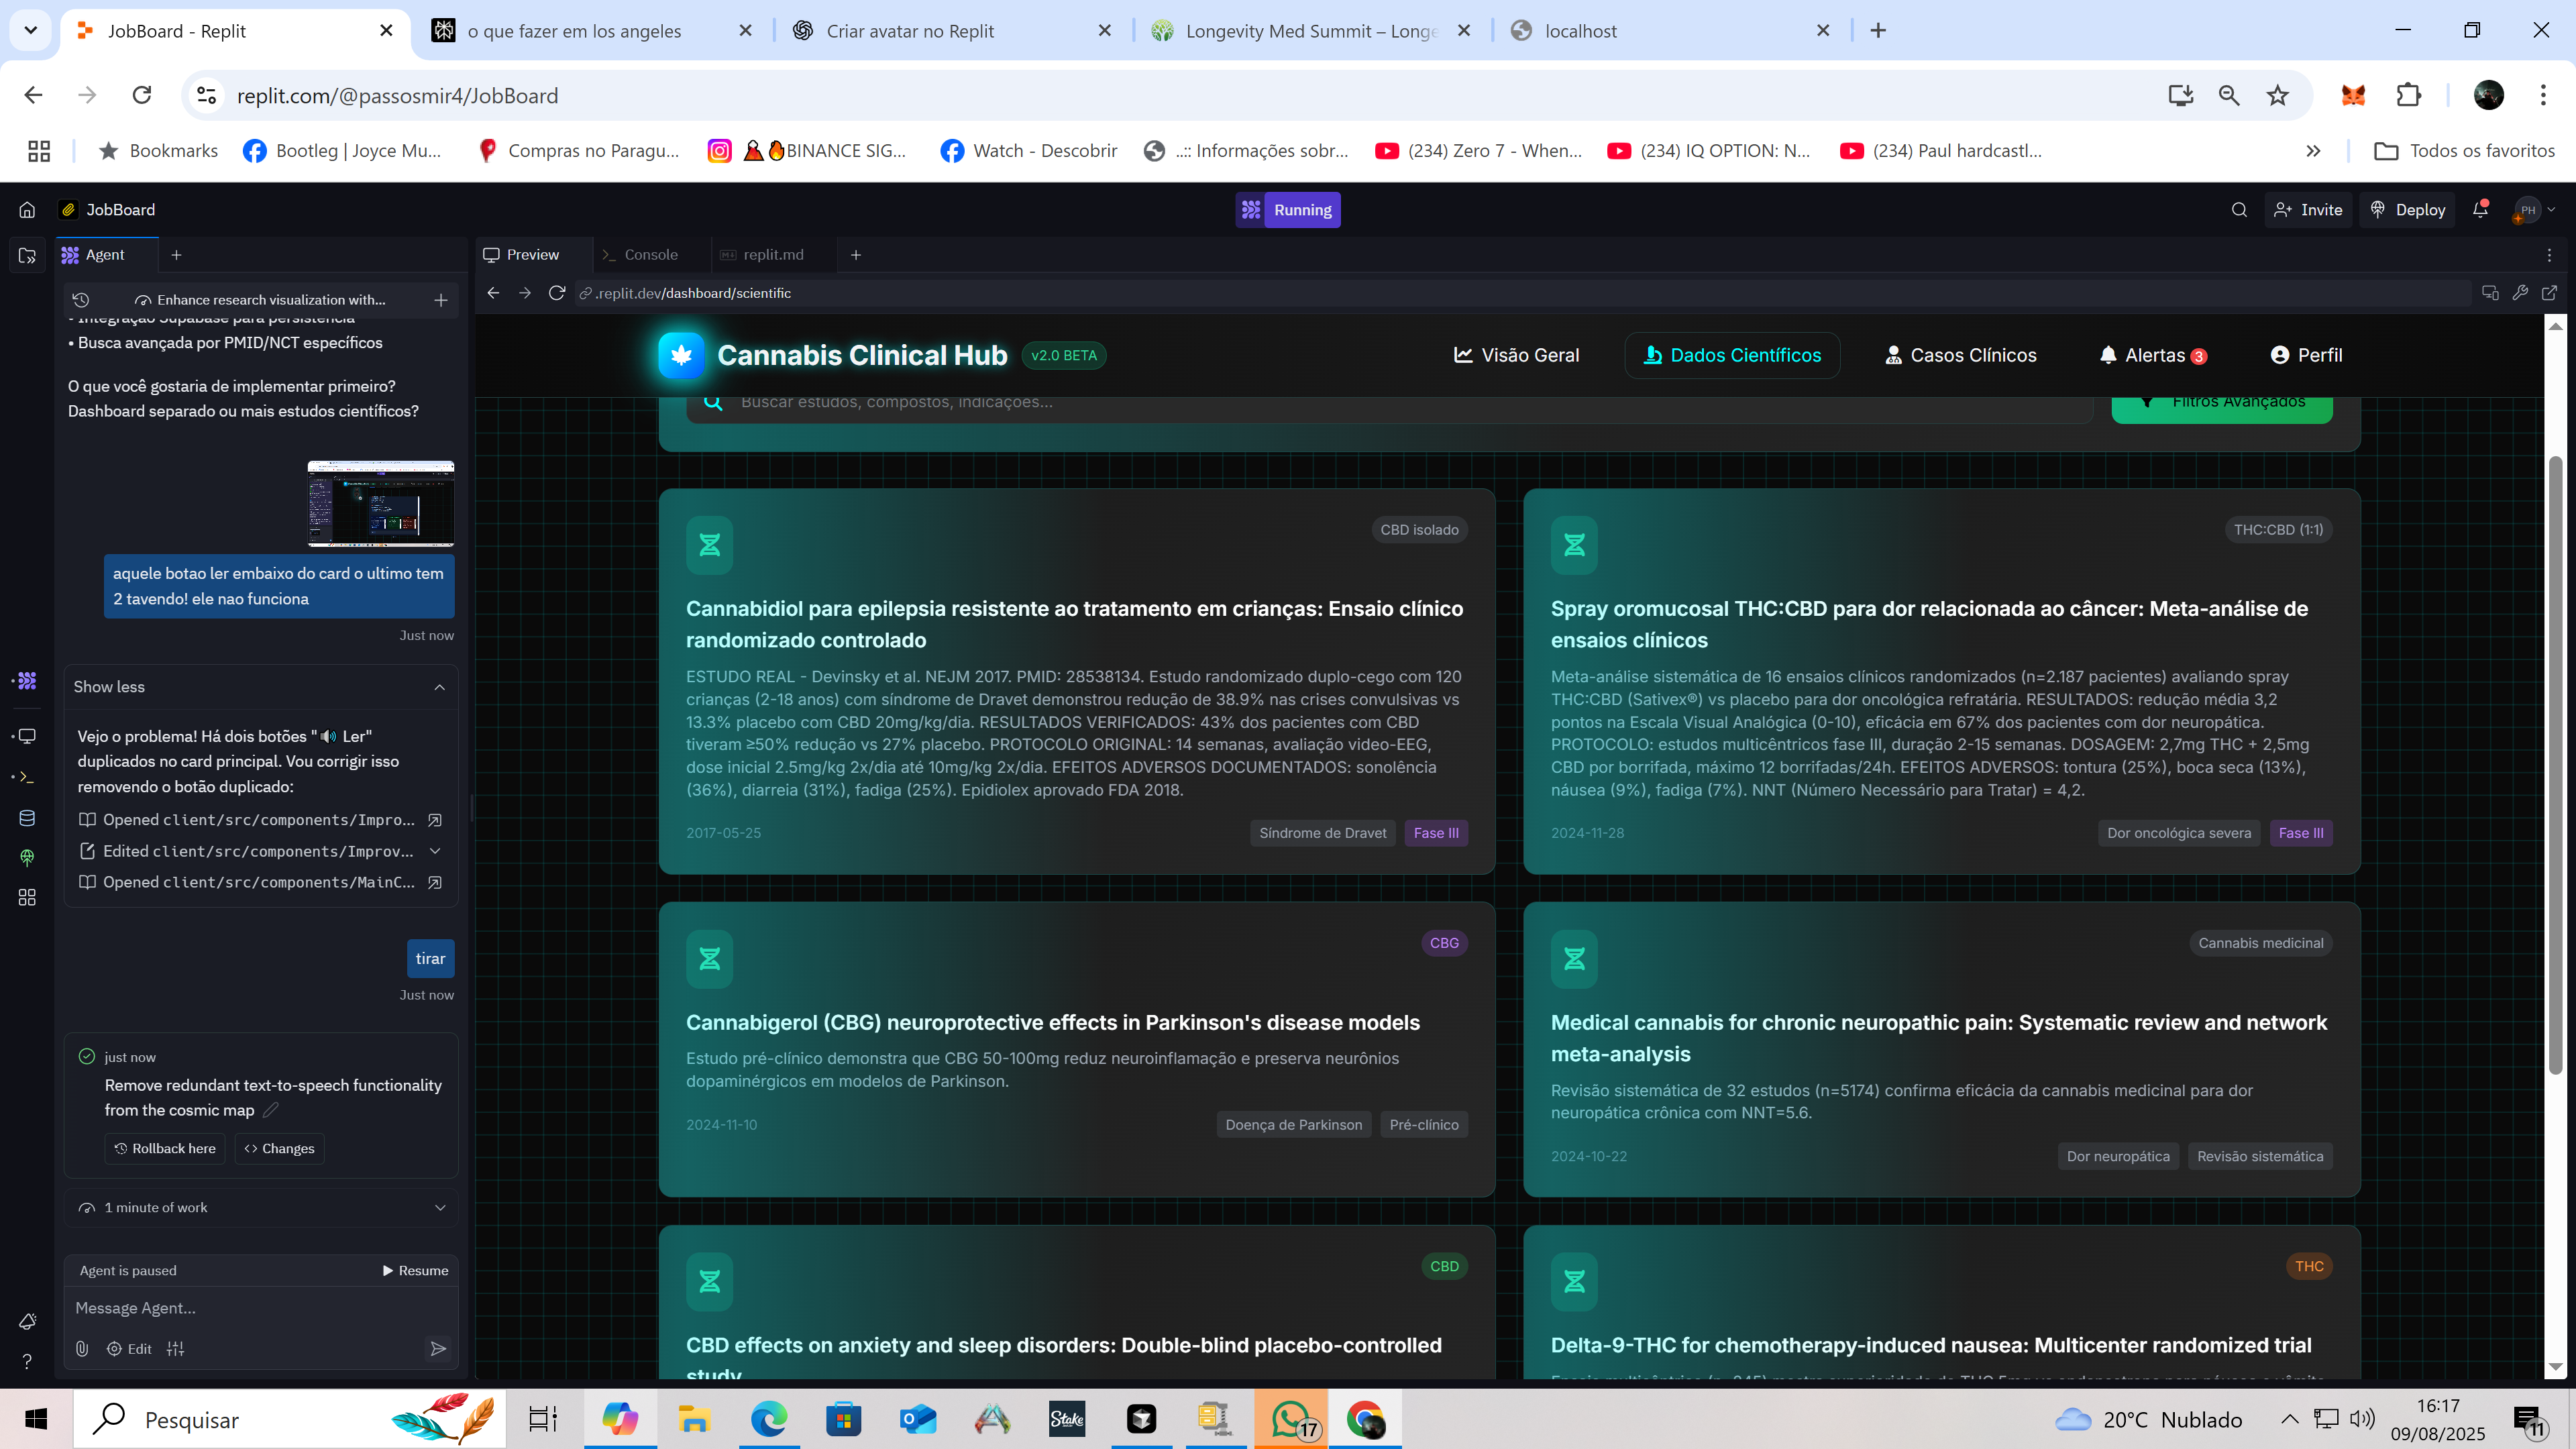 JobBoard - Replit
o que fazer em los angeles
Criar avatar no Replit
Longevity Med Summit – Longe
localhost
replit.com/@passosmir4/JobBoard
Bookmarks
Bootleg | Joyce Mu...
Compras no Paragu...
BINANCE SIG...
Watch - Descobrir
..:: Informações sobr...
(234) Zero 7 - When...
(234) IQ OPTION: N...
(234) Paul hardcastl...
Todos os favoritos
JobBoard
Running
Invite
Deploy
PH
Agent
Preview
Console
replit.md
Enhance research visualization with...
.replit.dev/dashboard/scientific
- Integração Supabase para persistência
• Busca avançada por PMID/NCT específicos
O que você gostaria de implementar primeiro?
Dashboard separado ou mais estudos científicos?
aquele botao ler embaixo do card o ultimo tem
2 tavendo! ele nao funciona
Just now
Show less
Vejo o problema! Há dois botões "🔊 Ler"
duplicados no card principal. Vou corrigir isso
removendo o botão duplicado:
Opened client/src/components/Impro...
Edited client/src/components/Improv...
Opened client/src/components/MainC...
tirar
Just now
just now
Remove redundant text-to-speech functionality
from the cosmic map
Rollback here
Changes
1 minute of work
Agent is paused
Resume
Message Agent...
Edit
Cannabis Clinical Hub
v2.0 BETA
Visão Geral
Dados Científicos
Casos Clínicos
Alertas 3
Perfil
Buscar estudos, compostos, indicações...
Filtros Avançados
CBD isolado
Cannabidiol para epilepsia resistente ao tratamento em crianças: Ensaio clínico
randomizado controlado
ESTUDO REAL - Devinsky et al. NEJM 2017. PMID: 28538134. Estudo randomizado duplo-cego com 120
crianças (2-18 anos) com síndrome de Dravet demonstrou redução de 38.9% nas crises convulsivas vs
13.3% placebo com CBD 20mg/kg/dia. RESULTADOS VERIFICADOS: 43% dos pacientes com CBD
tiveram ≥50% redução vs 27% placebo. PROTOCOLO ORIGINAL: 14 semanas, avaliação video-EEG,
dose inicial 2.5mg/kg 2x/dia até 10mg/kg 2x/dia. EFEITOS ADVERSOS DOCUMENTADOS: sonolência
(36%), diarreia (31%), fadiga (25%). Epidiolex aprovado FDA 2018.
2017-05-25
Síndrome de Dravet
Fase III
THC:CBD (1:1)
Spray oromucosal THC:CBD para dor relacionada ao câncer: Meta-análise de
ensaios clínicos
Meta-análise sistemática de 16 ensaios clínicos randomizados (n=2.187 pacientes) avaliando spray
THC:CBD (Sativex®) vs placebo para dor oncológica refratária. RESULTADOS: redução média 3,2
pontos na Escala Visual Analógica (0-10), eficácia em 67% dos pacientes com dor neuropática.
PROTOCOLO: estudos multicêntricos fase III, duração 2-15 semanas. DOSAGEM: 2,7mg THC + 2,5mg
CBD por borrifada, máximo 12 borrifadas/24h. EFEITOS ADVERSOS: tontura (25%), boca seca (13%),
náusea (9%), fadiga (7%). NNT (Número Necessário para Tratar) = 4,2.
2024-11-28
Dor oncológica severa
Fase III
CBG
Cannabigerol (CBG) neuroprotective effects in Parkinson's disease models
Estudo pré-clínico demonstra que CBG 50-100mg reduz neuroinflamação e preserva neurônios
dopaminérgicos em modelos de Parkinson.
2024-11-10
Doença de Parkinson
Pré-clínico
Cannabis medicinal
Medical cannabis for chronic neuropathic pain: Systematic review and network
meta-analysis
Revisão sistemática de 32 estudos (n=5174) confirma eficácia da cannabis medicinal para dor
neuropática crônica com NNT=5.6.
2024-10-22
Dor neuropática
Revisão sistemática
CBD
CBD effects on anxiety and sleep disorders: Double-blind placebo-controlled
study
THC
Delta-9-THC for chemotherapy-induced nausea: Multicenter randomized trial
Pesquisar
Stake
17
20°C Nublado
16:17
09/08/2025
11